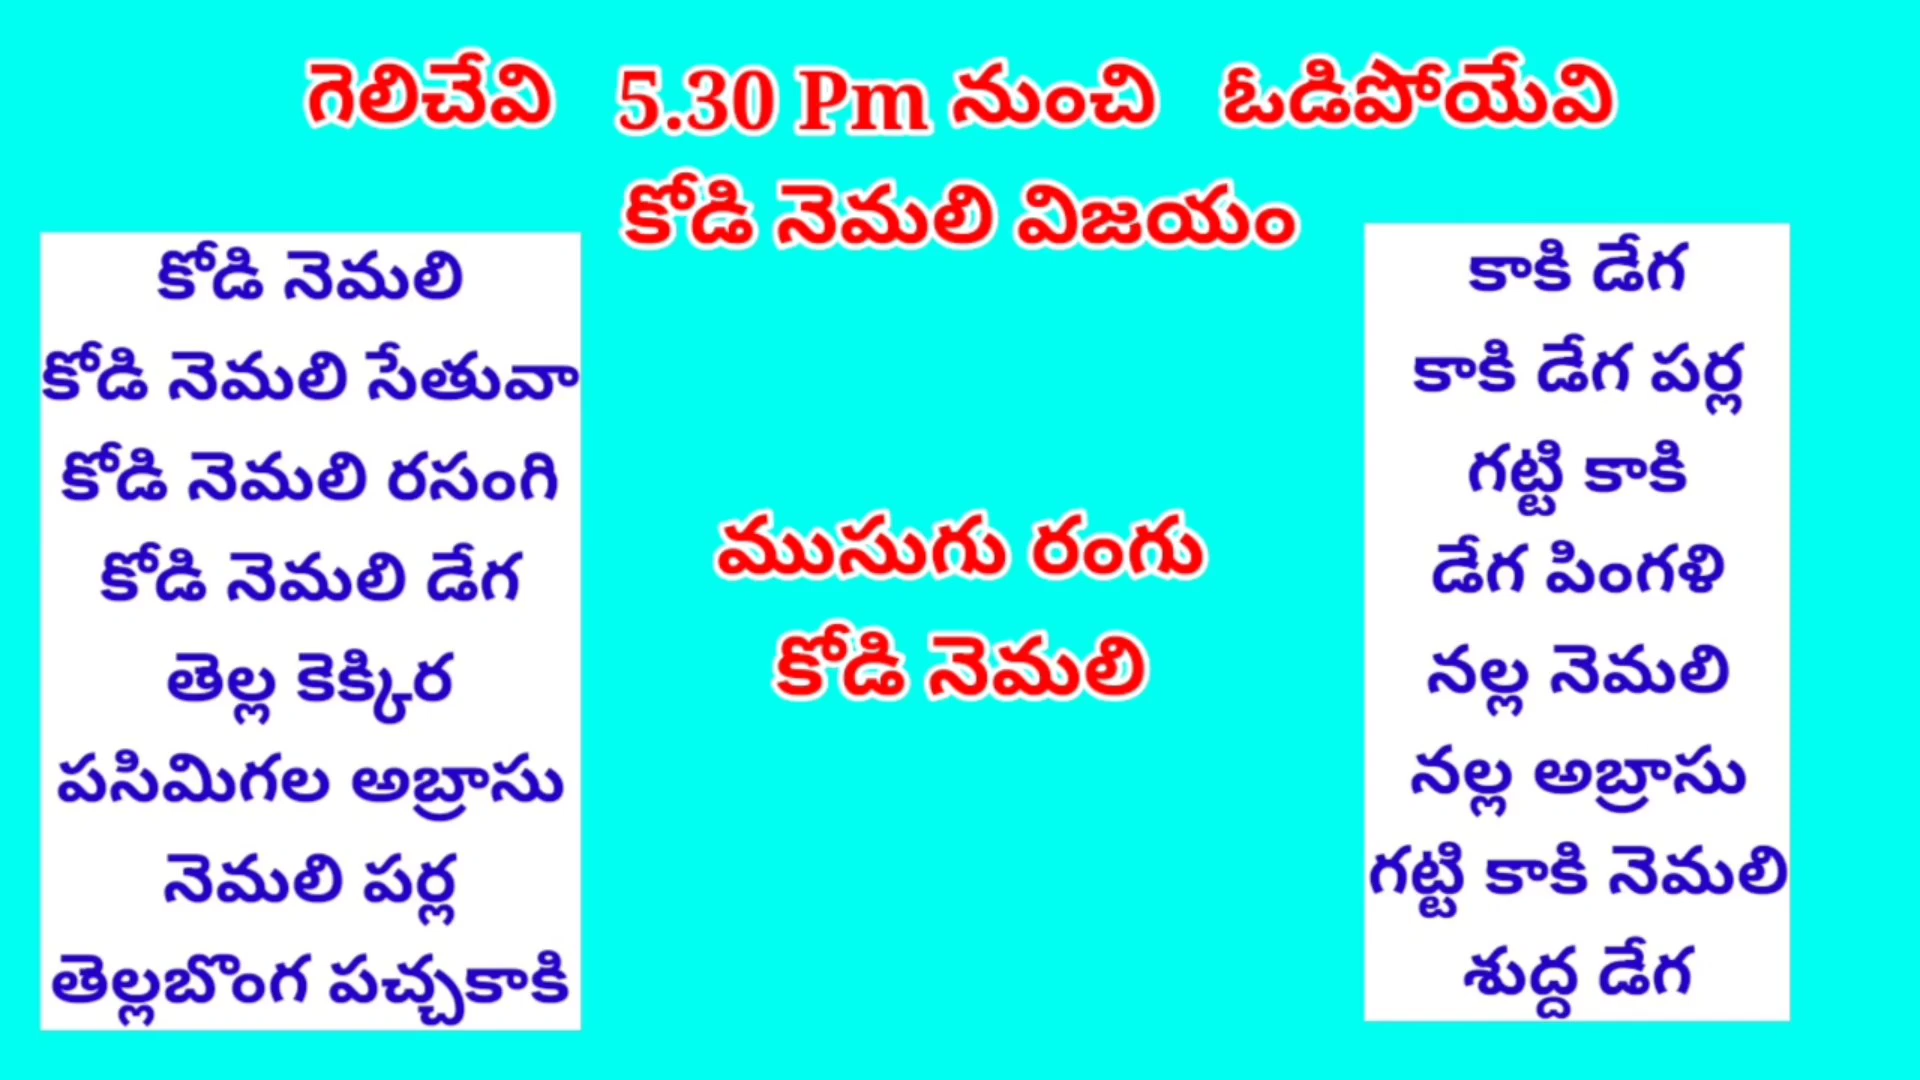 గెలిచేవి 5.30 Pm నుంచి ఓడిపోయేవి
కోడి నెమలి విజయం
కోడి నెమలి
కోడి నెమలి సేతువా
కోడి నెమలి రసంగి
కోడి నెమలి డేగ
తెల్ల కెక్కిర
పసిమిగల అబ్రాసు
నెమలి పర్ల
తెల్లబొంగ పచ్చకాకి
ముసుగు రంగు
కోడి నెమలి
కాకి డేగ
కాకి డేగ పర్ల
గట్టి కాకి
డేగ పింగళి
నల్ల నెమలి
నల్ల అబ్రాసు
గట్టి కాకి నెమలి
శుద్ద డేగ